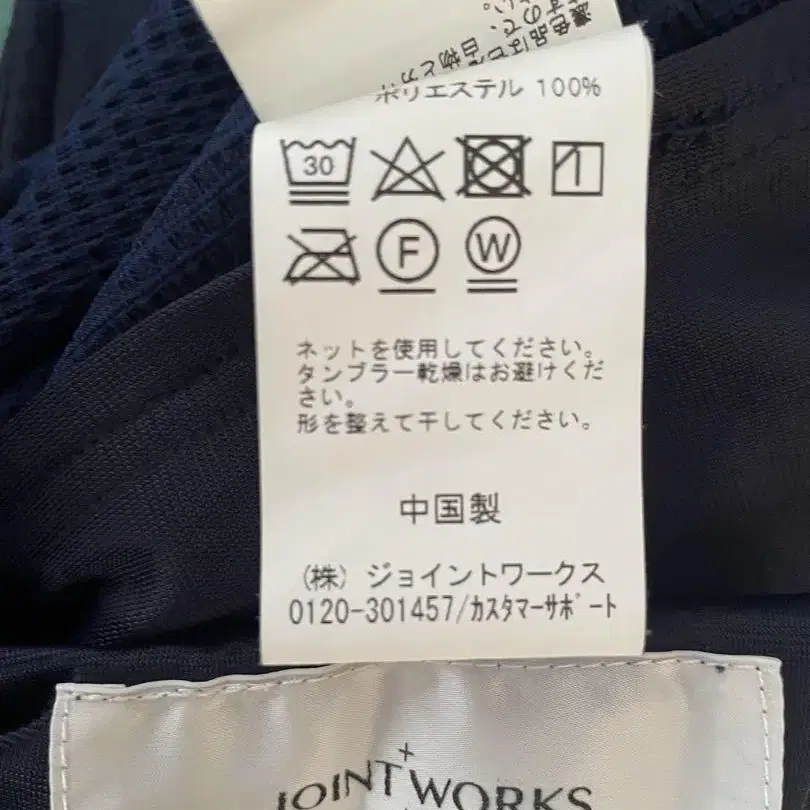 ポリエステル 100%
30
F
W
ネットを使用してください。
タンブラー乾燥はお避けくだ
さい。
形を整えて干してください。
中国製
(株) ジョイントワークス
0120-301457/カスタマーサポート
JOINT WORKS